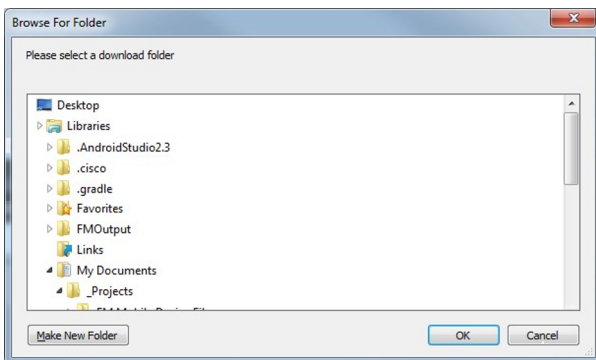 Browse For Folder
Please select a download folder
Desktop
Libraries
.AndroidStudio2.3
.cisco
.gradle
Favorites
FMOutput
Links
My Documents
_Projects
Make New Folder
OK
Cancel